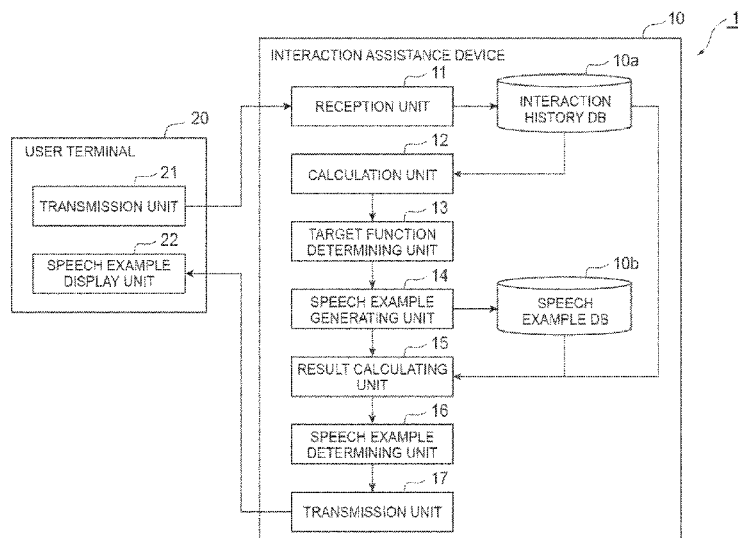 10
1
INTERACTION ASSISTANCE DEVICE
11
10a
RECEPTION UNIT
INTERACTION
HISTORY DB
20
USER TERMINAL
12
CALCULATION UNIT
21
TRANSMISSION UNIT
13
TARGET FUNCTION
DETERMINING UNIT
22
SPEECH EXAMPLE
DISPLAY UNIT
14
10b
SPEECH EXAMPLE
GENERATING UNIT
SPEECH
EXAMPLE DB
15
RESULT CALCULATING
UNIT
16
SPEECH EXAMPLE
DETERMINING UNIT
17
TRANSMISSION UNIT